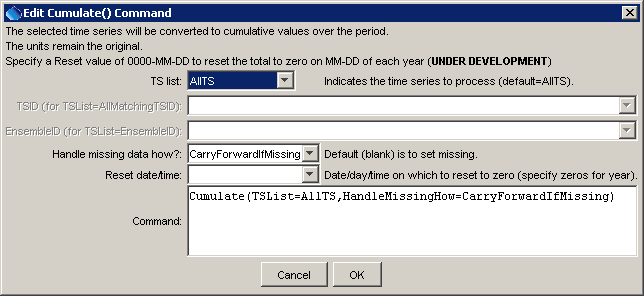 Edit Cumulate() Command
The selected time series will be converted to cumulative values over the period.
The units remain the original.
Specify a Reset value of 0000-MM-DD to reset the total to zero on MM-DD of each year (UNDER DEVELOPMENT)
TS list: AllTS Indicates the time series to process (default=AllTS).
TSID (for TSList=AllMatchingTSID):
EnsembleID (for TSList=EnsembleID):
Handle missing data how?: CarryForwardIfMissing Default (blank) is to set missing.
Reset date/time: Date/day/time on which to reset to zero (specify zeros for year).
Command: Cumulate(TSList=AllTS,HandleMissingHow=CarryForwardIfMissing)
Cancel OK